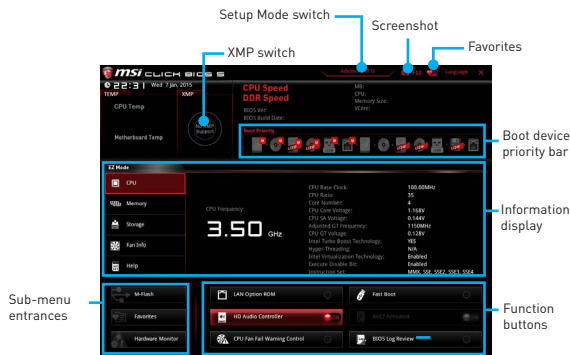 Setup Mode switch
Screenshot
Favorites
XMP switch
msi CLICK BIOS 5
F12
Language
X
22:31 Wed 7 Jan, 2015
TEMP
XMP
CPU Temp
Motherboard Temp
support
CPU Speed
DDR Speed
BIOS Ver:
BIOS Build Date:
MB:
CPU:
Memory Size:
VCore:
Boot Priority
Boot device
priority bar
EZ Mode
CPU
Memory
Storage
Fan Info
Help
CPU Frequency:
3.50 GHz
CPU Base Clock: 100.00MHz
CPU Ratio: 35
Core Number: 4
CPU Core Voltage: 1.168V
CPU SA Voltage: 0.144V
Adjusted GT Frequency: 1150MHz
CPU GT Voltage: 0.128V
Intel Turbo Boost Technology: YES
Hyper-Threading: N/A
Intel Virtualization Technology: Enabled
Execute Disable Bit: Enabled
Instruction Set: MMX, SSE, SSE2, SSE3, SSE4
Information
display
Sub-menu
entrances
M-Flash
Favorites
Hardware Monitor
LAN Option ROM
HD Audio Controller
ON
CPU Fan Fail Warning Control
Fast Boot
AHCI
BIOS Log Review
Function
buttons